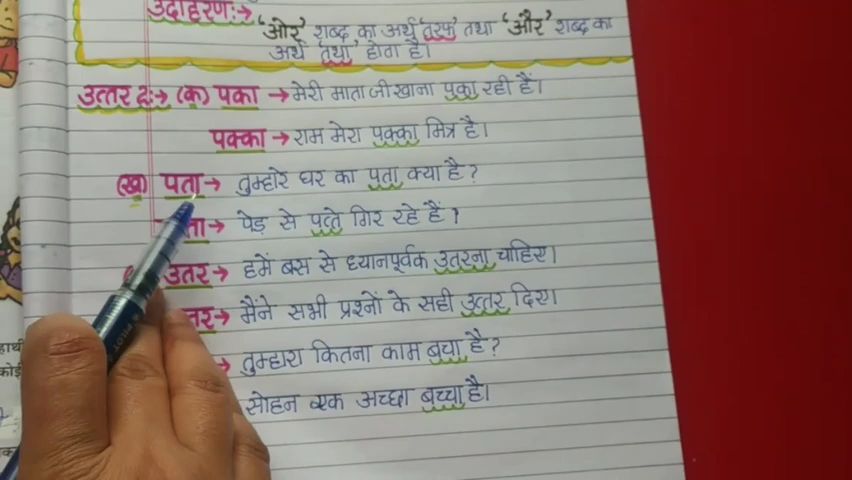 उदाहरण:→
'ओर' शब्द का अर्थ 'तरफ' तथा 'और' शब्द का
अर्थ 'तथा' होता है।
उत्तर 2:→ (क) पका → मेरी माता जी खाना पका रही हैं।
पक्का → राम मेरा पक्का मित्र है।
(ख) पता → तुम्हारे घर का पता क्या है?
ता → पेड़ से पत्ते गिर रहे हैं।
उतर → हमें बस से ध्यानपूर्वक उतरना चाहिए।
तर → मैंने सभी प्रश्नों के सही उत्तर दिए।
→ तुम्हारा कितना काम बचा है?
सोहन एक अच्छा बच्चा है।
हाथी
कोई